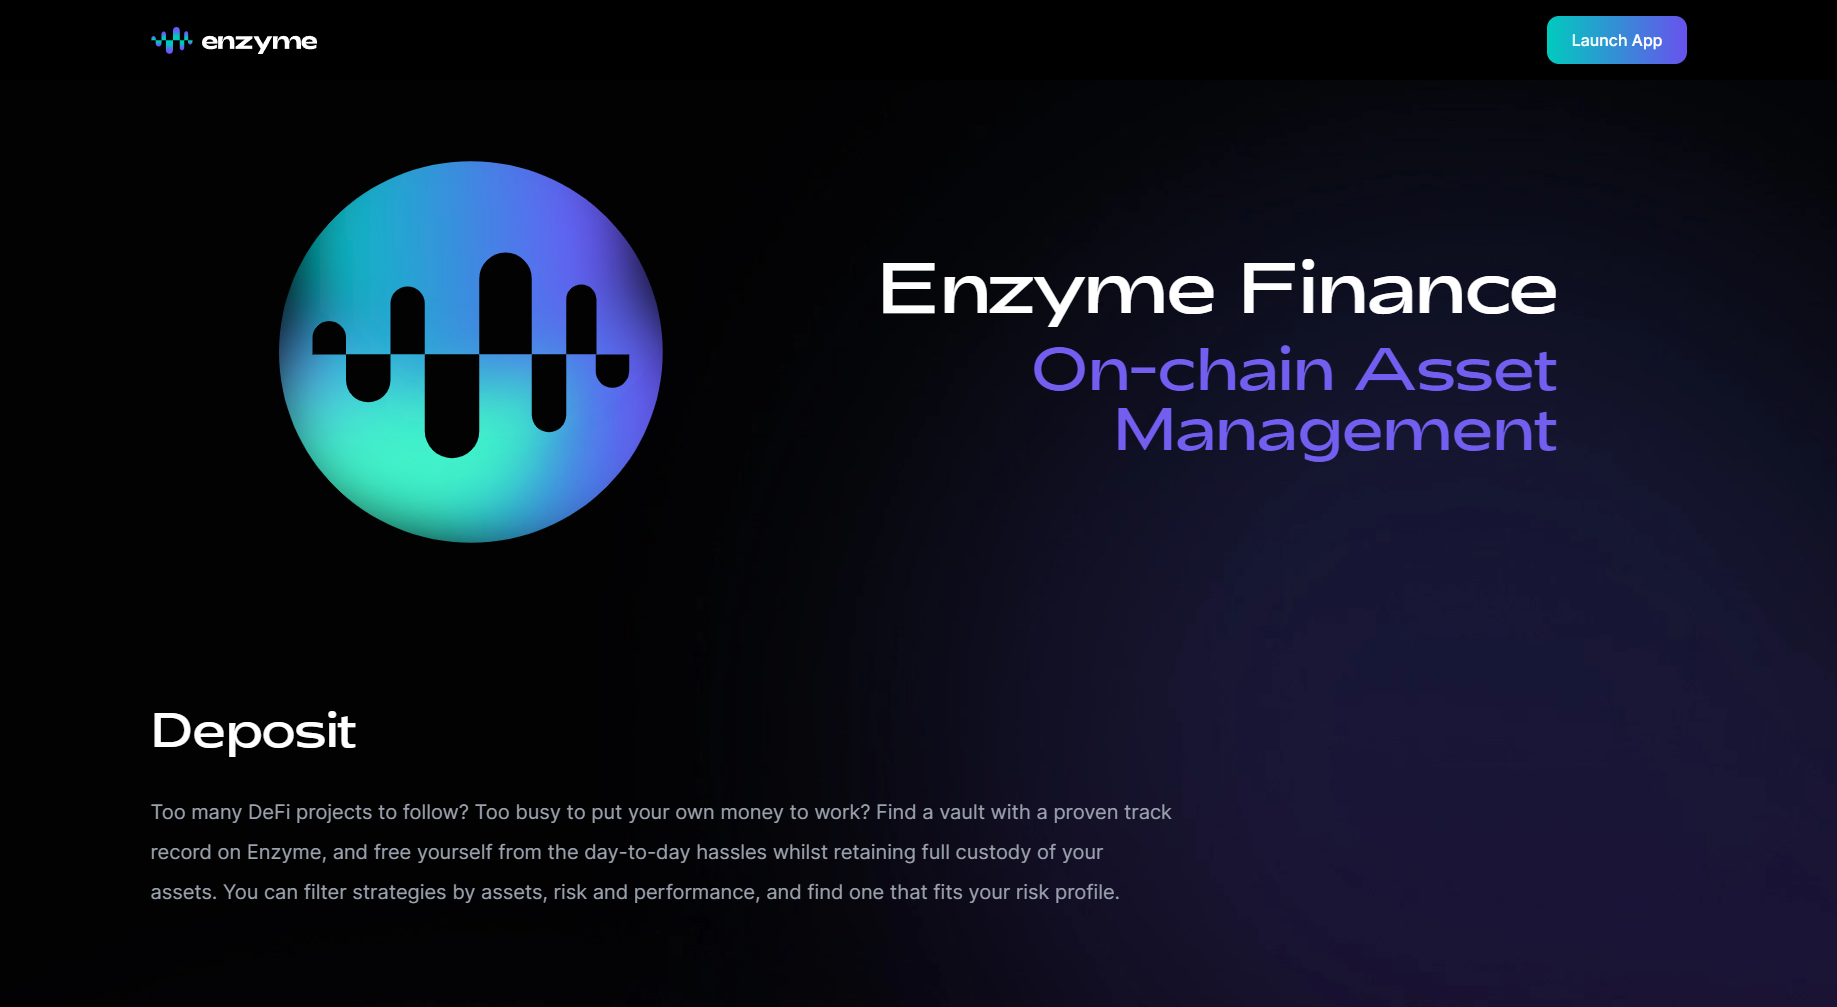 enzyme
Launch App
Enzyme Finance
On-chain Asset
Management
Deposit
Too many DeFi projects to follow? Too busy to put your own money to work? Find a vault with a proven track
record on Enzyme, and free yourself from the day-to-day hassles whilst retaining full custody of your
assets. You can filter strategies by assets, risk and performance, and find one that fits your risk profile.